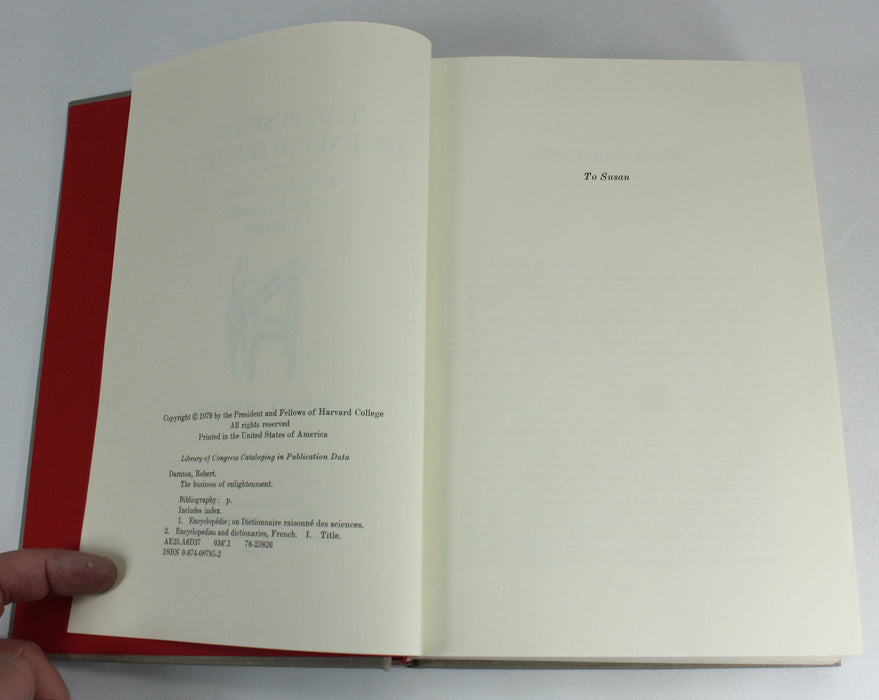 Copyright © 1979 by the President and Fellows of Harvard College
All rights reserved
Printed in the United States of America
Library of Congress Cataloging in Publication Data
Darnton, Robert.
The business of enlightenment.
Bibliography: p.
Includes index.
1. Encyclopédie; ou Dictionnaire raisonné des sciences.
2. Encyclopedias and dictionaries, French. I. Title.
AE25.A6D37 034'.1 78-23826
ISBN 0-674-08785-2
To Susan